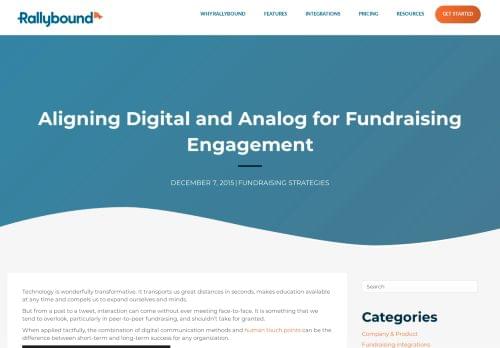 Rallybound
WHY RALLYBOUND FEATURES INTEGRATIONS PRICING RESOURCES GET STARTED
Aligning Digital and Analog for Fundraising
Engagement
DECEMBER 7, 2015 | FUNDRAISING STRATEGIES
Technology is wonderfully transformative. It transports us great distances in seconds, makes education available
at any time and compels us to expand ourselves and minds.
But from a post to a tweet, interaction can come without ever meeting face-to-face. It is something that we
tend to overlook, particularly in peer-to-peer fundraising, and shouldn't take for granted.
When applied tactfully, the combination of digital communication methods and human touch points can be the
difference between short-term and long-term success for any organization.
Search
Categories
Company & Product
Fundraising Integrations